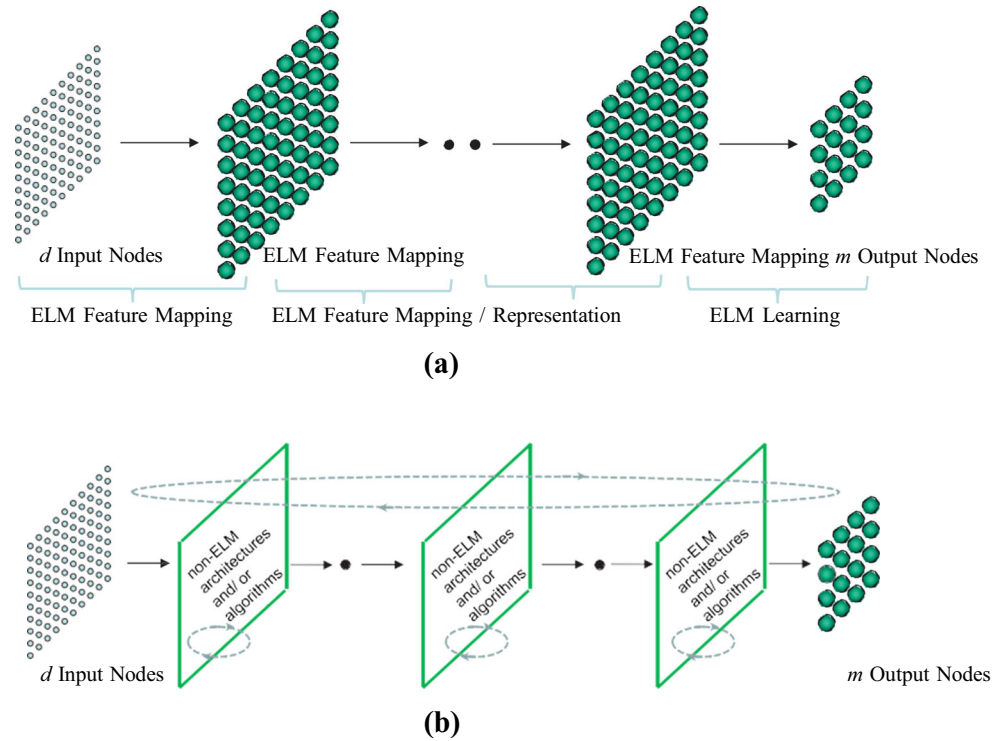 d Input Nodes
ELM Feature Mapping
ELM Feature Mapping
m Output Nodes
ELM Feature Mapping
ELM Feature Mapping / Representation
ELM Learning
(a)
non-ELM
architectures
and/ or
algorithms
non-ELM
architectures
and/ or
algorithms
non-ELM
architectures
and/ or
algorithms
d Input Nodes
m Output Nodes
(b)